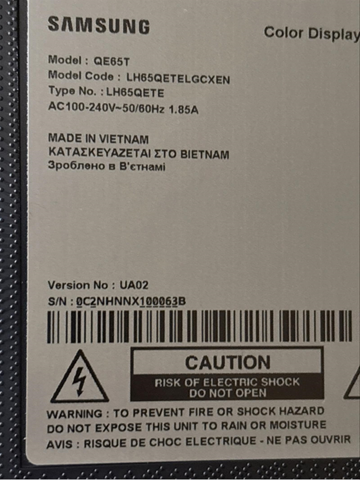 SAMSUNG
Color Display
Model : QE65T
Model Code : LH65QETELGCXEN
Type No. : LH65QETE
AC100-240V~50/60Hz 1.85A
MADE IN VIETNAM
ΚΑΤΑΣΚΕΥΑΖΕΤΑΙ ΣΤΟ ΒΙΕΤΝΑΜ
Зроблено в В'єтнамі
Version No : UA02
S/N : 0C2NHNNX100063B
CAUTION
RISK OF ELECTRIC SHOCK
DO NOT OPEN
WARNING : TO PREVENT FIRE OR SHOCK HAZARD
DO NOT EXPOSE THIS UNIT TO RAIN OR MOISTURE
AVIS : RISQUE DE CHOC ELECTRIQUE - NE PAS OUVRIR